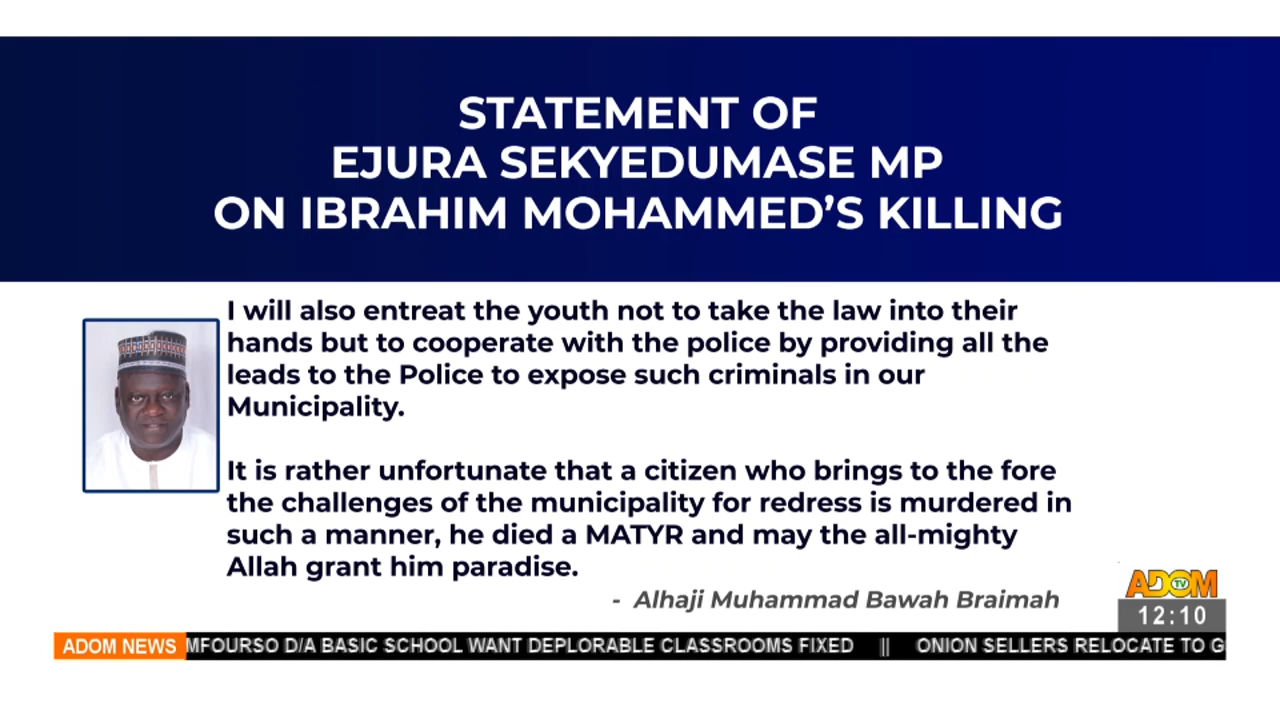 STATEMENT OF
EJURA SEKYEDUMASE MP
ON IBRAHIM MOHAMMED'S KILLING
I will also entreat the youth not to take the law into their
hands but to cooperate with the police by providing all the
leads to the Police to expose such criminals in our
Municipality.
It is rather unfortunate that a citizen who brings to the fore
the challenges of the municipality for redress is murdered in
such a manner, he died a MATYR and may the all-mighty
Allah grant him paradise.
- Alhaji Muhammad Bawah Braimah
ADOM TV
12:10
ADOM NEWS MFOURSO D/A BASIC SCHOOL WANT DEPLORABLE CLASSROOMS FIXED || ONION SELLERS RELOCATE TO G